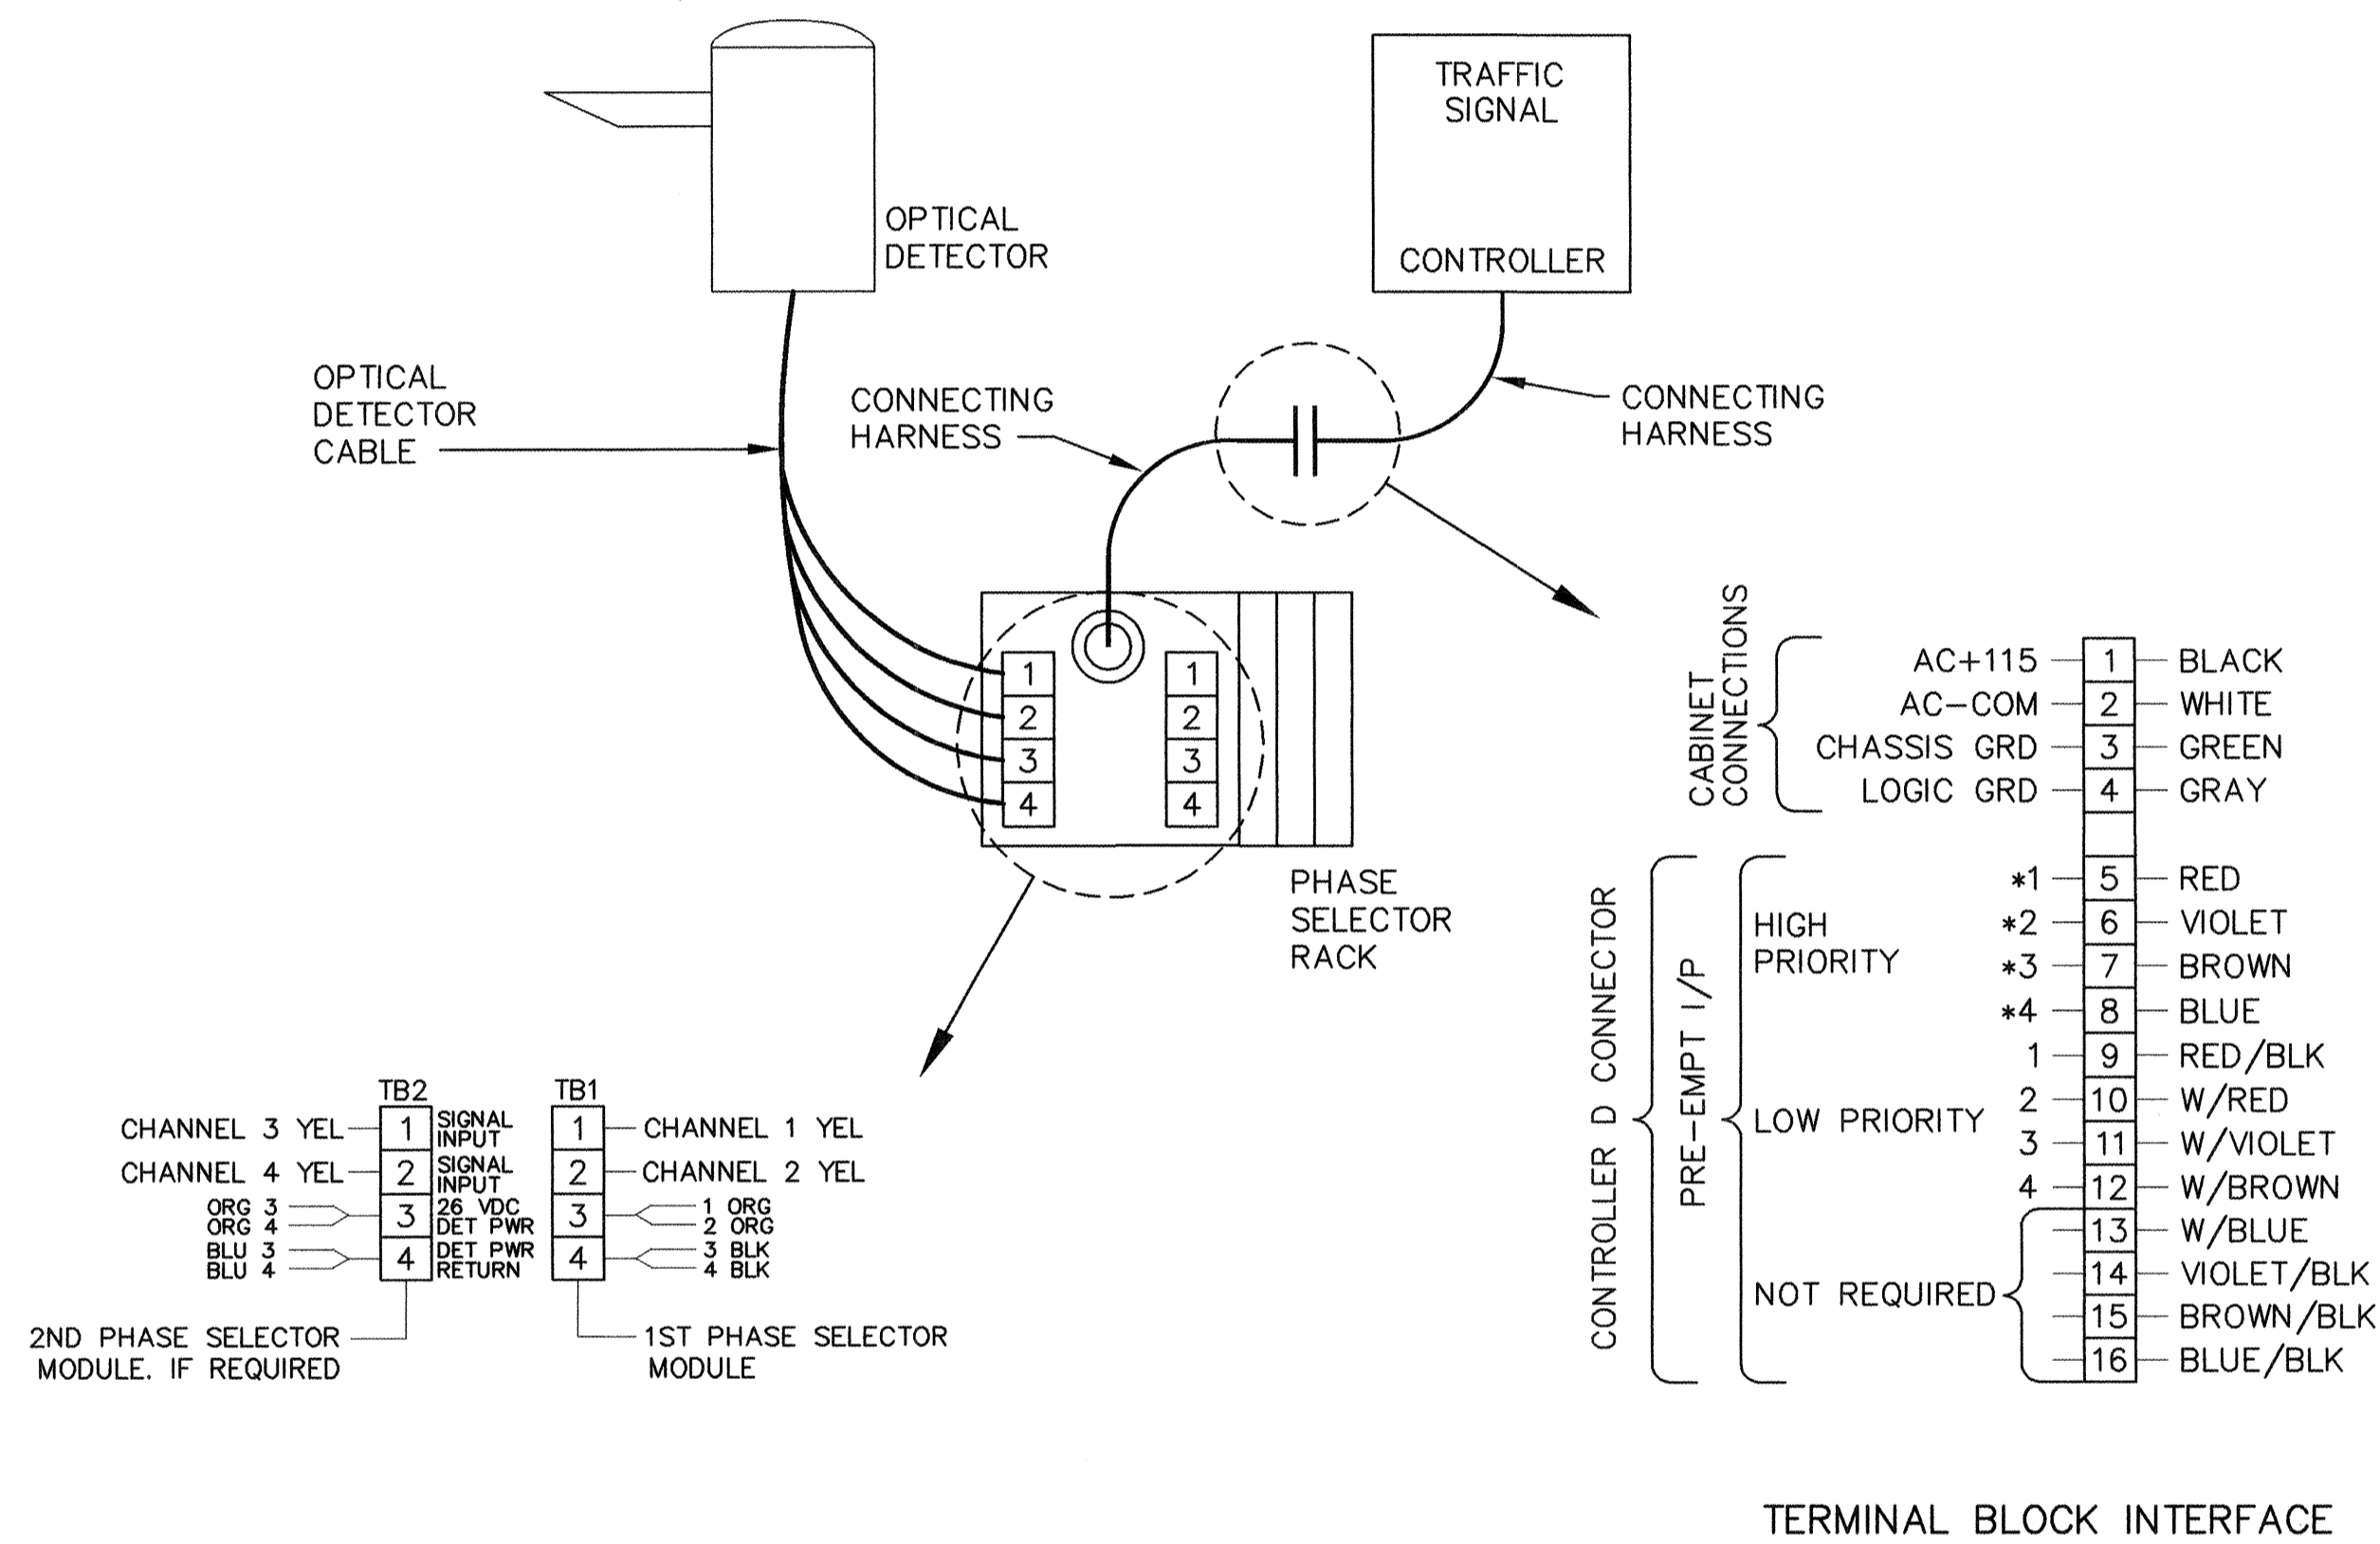 OPTICAL
DETECTOR
TRAFFIC
SIGNAL
CONTROLLER
OPTICAL
DETECTOR
CABLE
CONNECTING
HARNESS
CONNECTING
HARNESS
1
2
3
4
1
2
3
4
PHASE
SELECTOR
RACK
CABINET
CONNECTIONS
AC+115 1 BLACK
AC-COM 2 WHITE
CHASSIS GRD 3 GREEN
LOGIC GRD 4 GRAY
CONTROLLER D CONNECTOR
PRE-EMPT I/P
HIGH
PRIORITY
*1 5 RED
*2 6 VIOLET
*3 7 BROWN
*4 8 BLUE
LOW PRIORITY
1 9 RED/BLK
2 10 W/RED
3 11 W/VIOLET
4 12 W/BROWN
NOT REQUIRED
13 W/BLUE
14 VIOLET/BLK
15 BROWN/BLK
16 BLUE/BLK
TB2
CHANNEL 3 YEL 1 SIGNAL
INPUT
CHANNEL 4 YEL 2 SIGNAL
INPUT
ORG 3 3 26 VDC
ORG 4 DET PWR
BLU 3 4 DET PWR
BLU 4 RETURN
2ND PHASE SELECTOR
MODULE. IF REQUIRED
TB1
1 CHANNEL 1 YEL
2 CHANNEL 2 YEL
3 1 ORG
2 ORG
4 3 BLK
4 BLK
1ST PHASE SELECTOR
MODULE
TERMINAL BLOCK INTERFACE